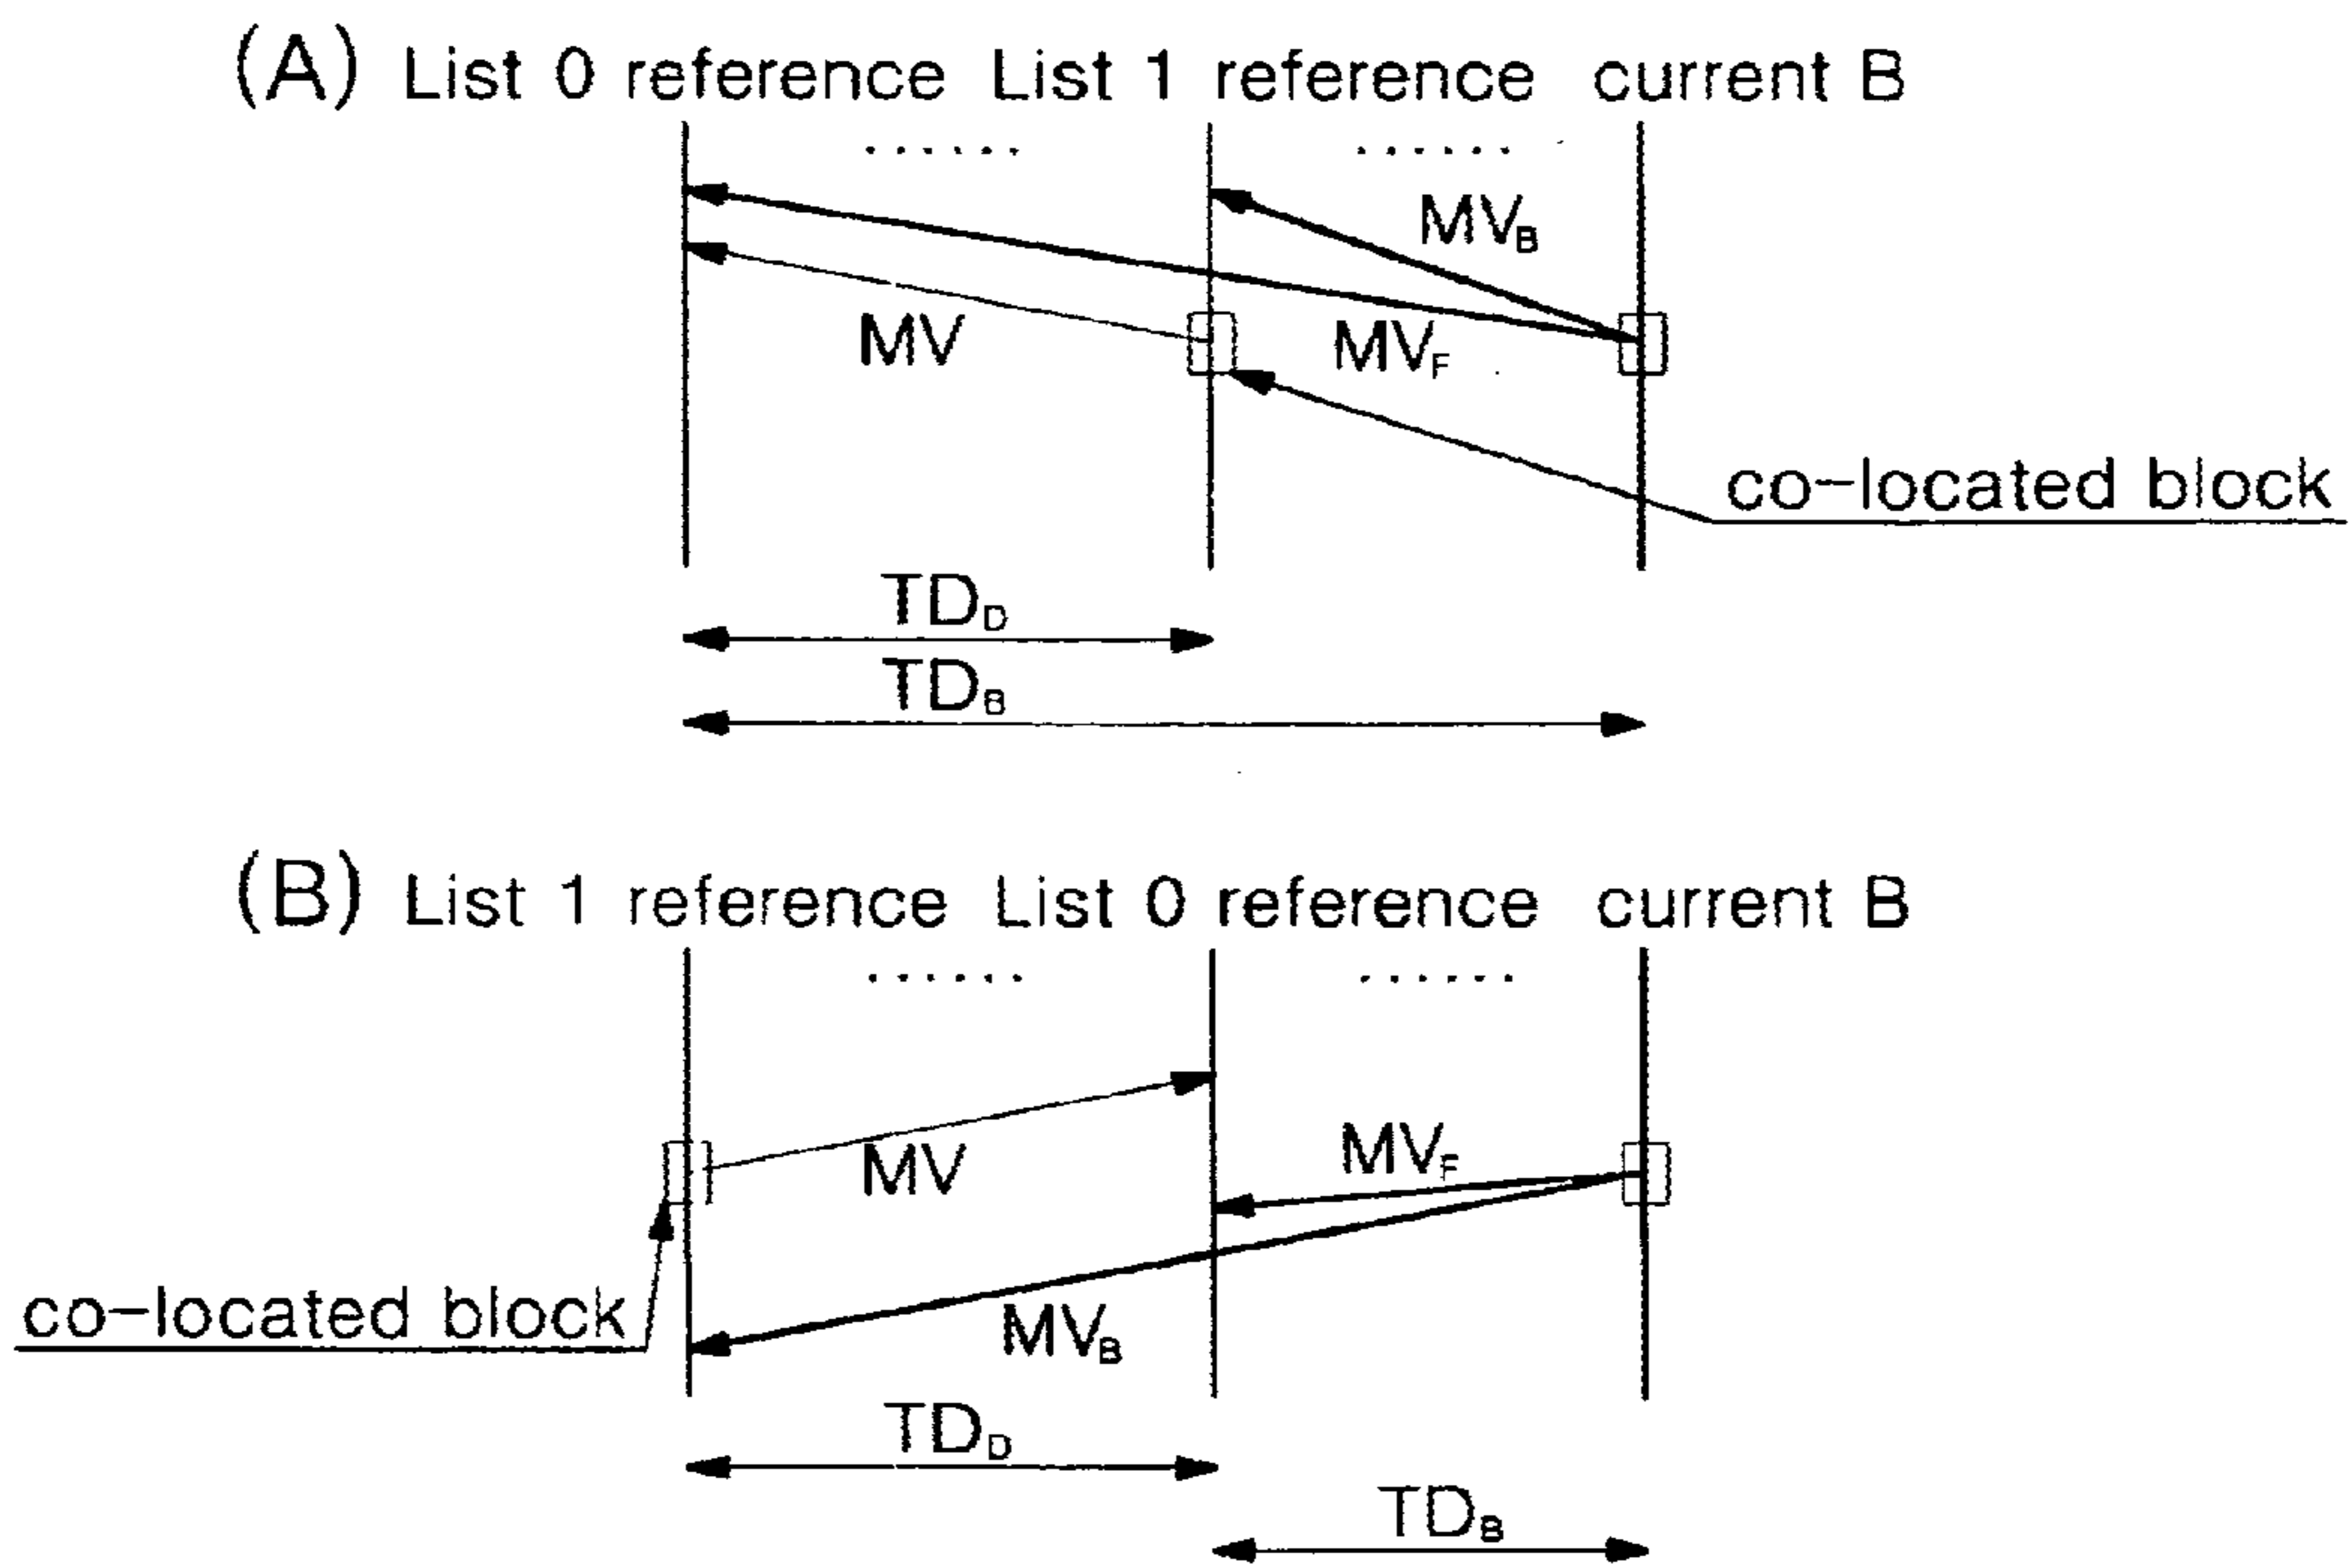 (A) List 0 reference List 1 reference current B
......  ......
MV_B
MV MV_F
co-located block
TD_D
TD_B
(B) List 1 reference List 0 reference current B
......  ......
MV MV_F
co-located block MV_B
TD_D
TD_B